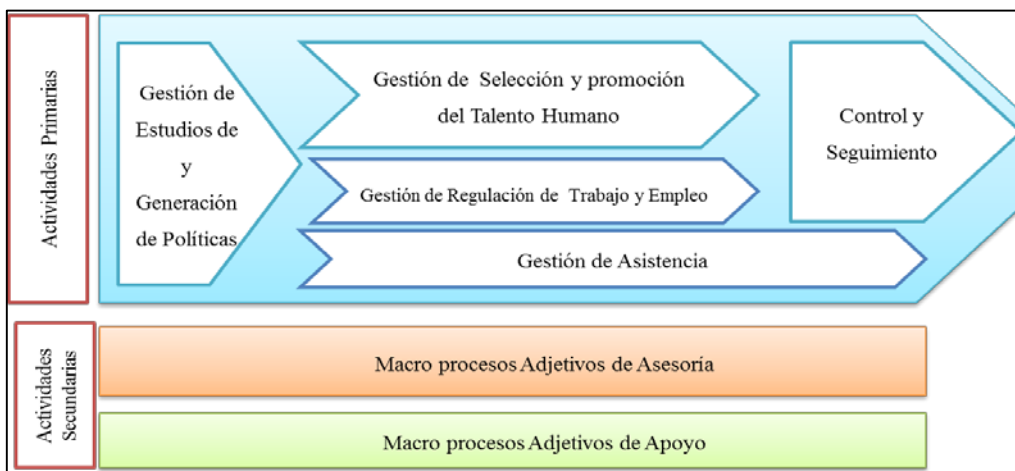 Actividades Primarias
Gestión de
Estudios de
y
Generación
de Políticas
Gestión de Selección y promoción
del Talento Humano
Gestión de Regulación de Trabajo y Empleo
Gestión de Asistencia
Control y
Seguimiento
Actividades
Secundarias
Macro procesos Adjetivos de Asesoría
Macro procesos Adjetivos de Apoyo